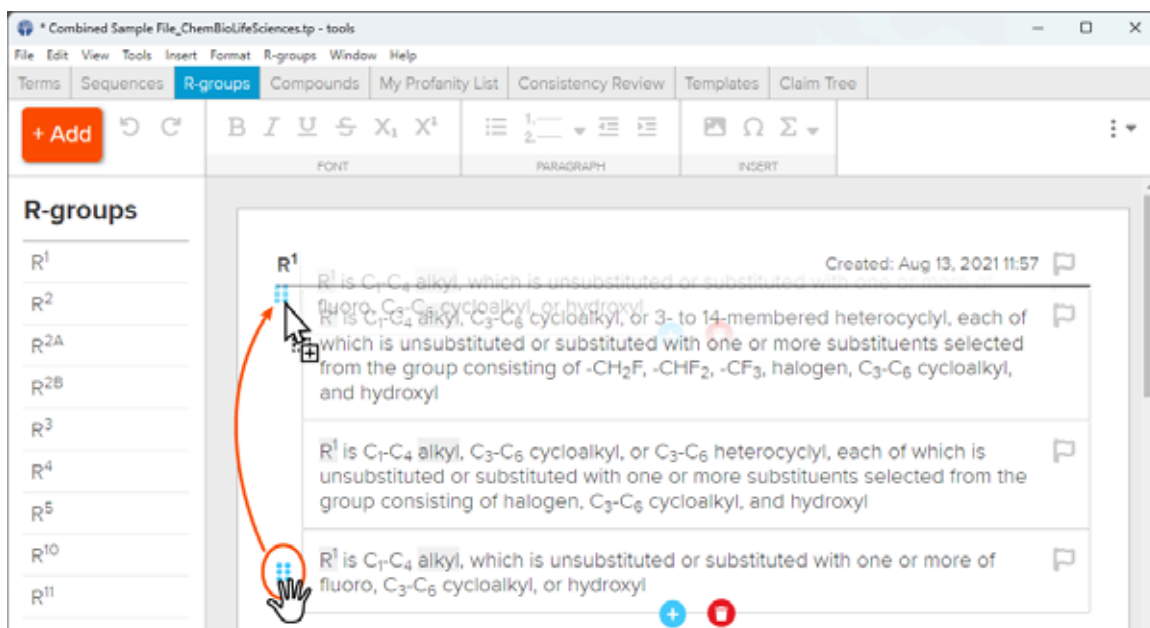 * Combined Sample File_ChemBioLifeSciences.tp - tools
File Edit View Tools Insert Format R-groups Window Help
Terms Sequences R-groups Compounds My Profanity List Consistency Review Templates Claim Tree
+ Add B I U S X₁ X¹ 1. 2. Ω Σ
FONT PARAGRAPH INSERT
R-groups
R¹
R²
R²ᴬ
R²ᴮ
R³
R⁴
R⁵
R¹⁰
R¹¹
R¹ Created: Aug 13, 2021 11:57
R¹ is C₁-C₄ alkyl, which is unsubstituted or substituted with one or more of
fluoro, C₃-C₆ cycloalkyl, or hydroxyl
R¹ is C₁-C₄ alkyl, C₃-C₆ cycloalkyl, or 3- to 14-membered heterocyclyl, each of
which is unsubstituted or substituted with one or more substituents selected
from the group consisting of -CH₂F, -CHF₂, -CF₃, halogen, C₃-C₆ cycloalkyl,
and hydroxyl
R¹ is C₁-C₄ alkyl, C₃-C₆ cycloalkyl, or C₃-C₆ heterocyclyl, each of which is
unsubstituted or substituted with one or more substituents selected from the
group consisting of halogen, C₃-C₆ cycloalkyl, and hydroxyl
R¹ is C₁-C₄ alkyl, which is unsubstituted or substituted with one or more of
fluoro, C₃-C₆ cycloalkyl, or hydroxyl